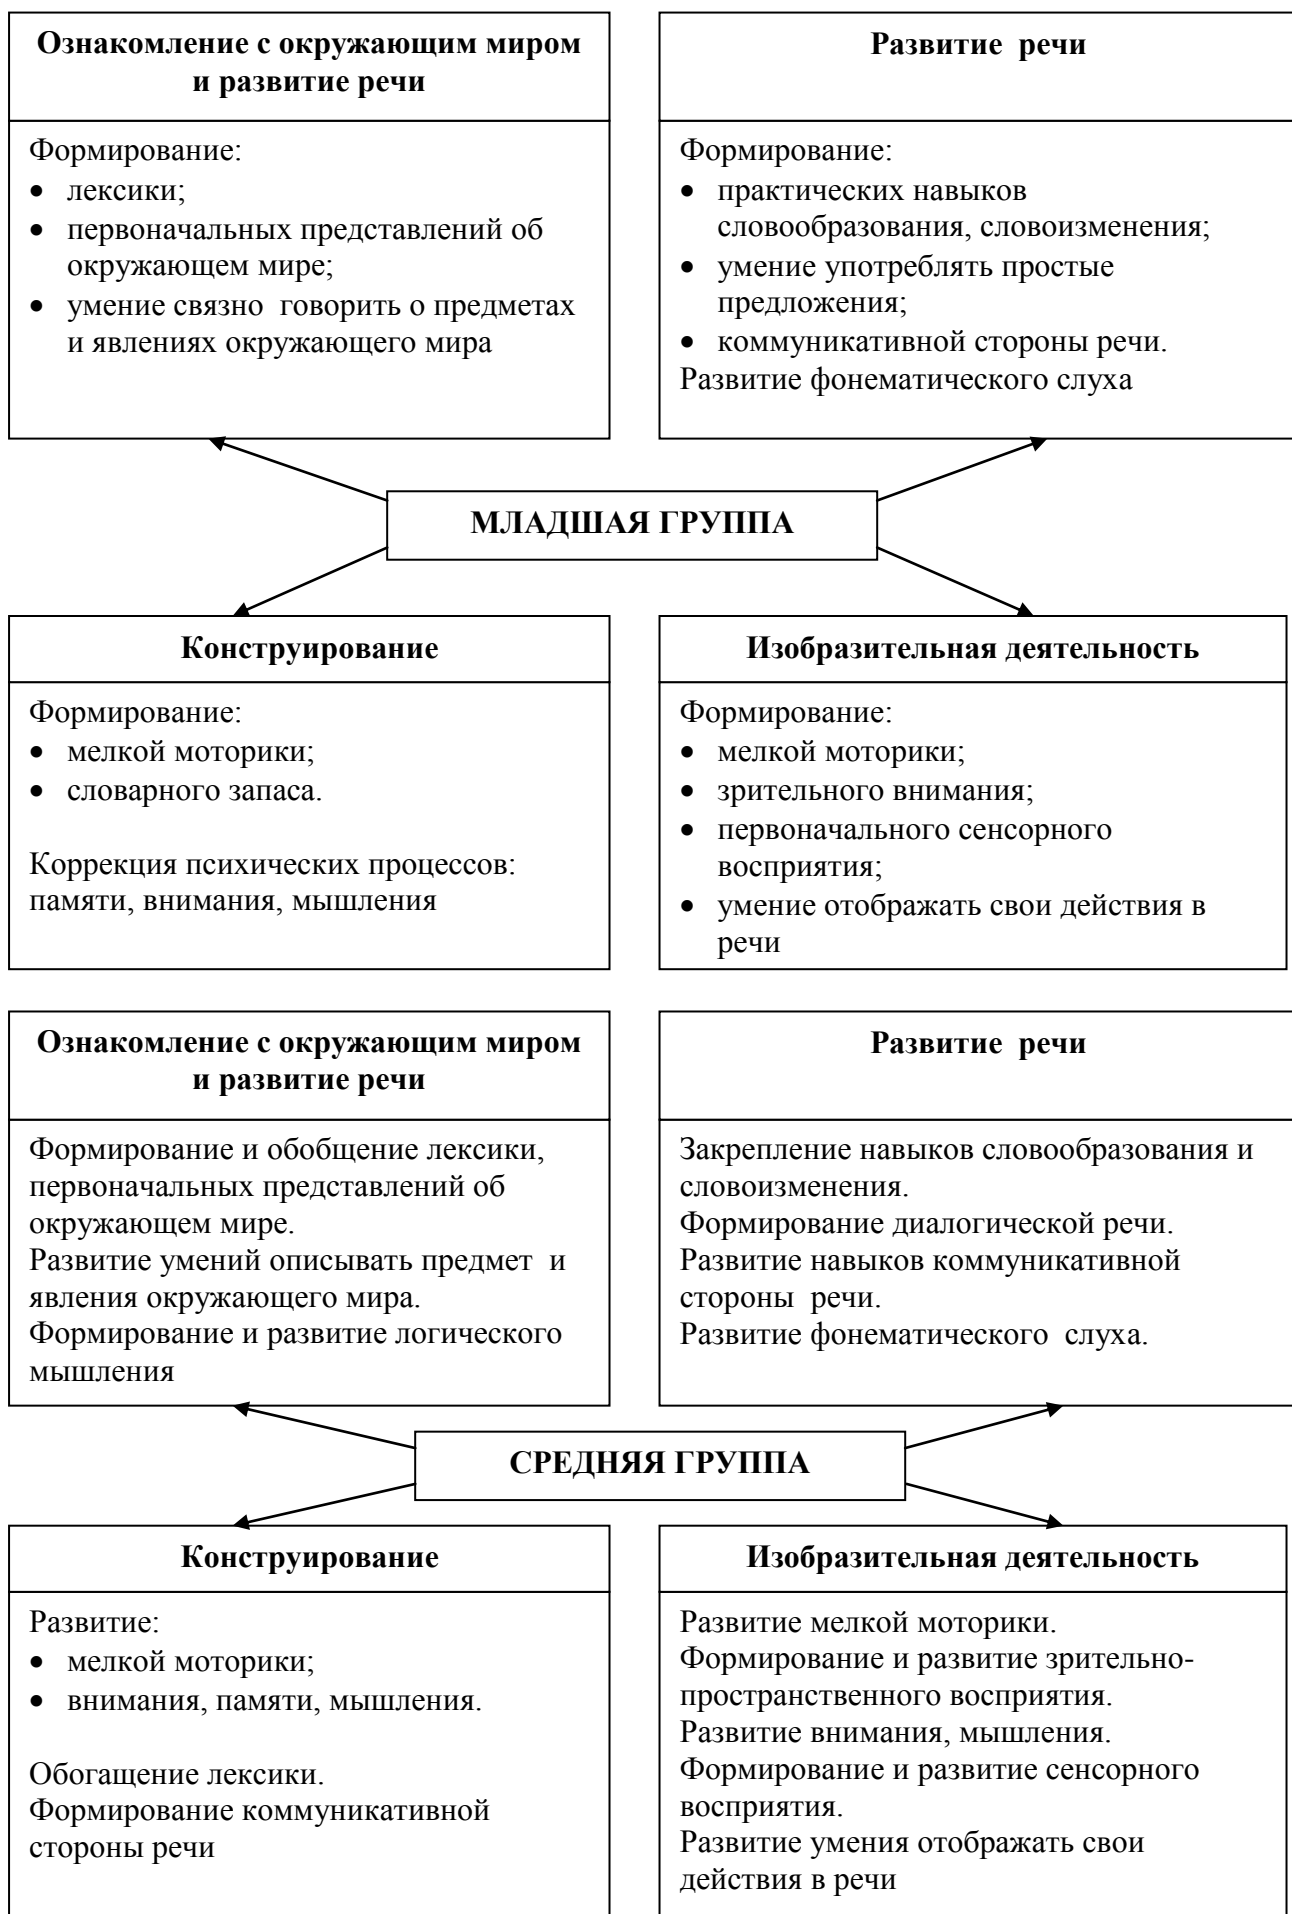 Ознакомление с окружающим миром
и развитие речи
Формирование:
• лексики;
• первоначальных представлений об
окружающем мире;
• умение связно говорить о предметах
и явлениях окружающего мира
Развитие речи
Формирование:
• практических навыков
словообразования, словоизменения;
• умение употреблять простые
предложения;
• коммуникативной стороны речи.
Развитие фонематического слуха
МЛАДШАЯ ГРУППА
Конструирование
Формирование:
• мелкой моторики;
• словарного запаса.
Коррекция психических процессов:
памяти, внимания, мышления
Изобразительная деятельность
Формирование:
• мелкой моторики;
• зрительного внимания;
• первоначального сенсорного
восприятия;
• умение отображать свои действия в
речи
Ознакомление с окружающим миром
и развитие речи
Формирование и обобщение лексики,
первоначальных представлений об
окружающем мире.
Развитие умений описывать предмет и
явления окружающего мира.
Формирование и развитие логического
мышления
Развитие речи
Закрепление навыков словообразования и
словоизменения.
Формирование диалогической речи.
Развитие навыков коммуникативной
стороны речи.
Развитие фонематического слуха.
СРЕДНЯЯ ГРУППА
Конструирование
Развитие:
• мелкой моторики;
• внимания, памяти, мышления.
Обогащение лексики.
Формирование коммуникативной
стороны речи
Изобразительная деятельность
Развитие мелкой моторики.
Формирование и развитие зрительно-
пространственного восприятия.
Развитие внимания, мышления.
Формирование и развитие сенсорного
восприятия.
Развитие умения отображать свои
действия в речи